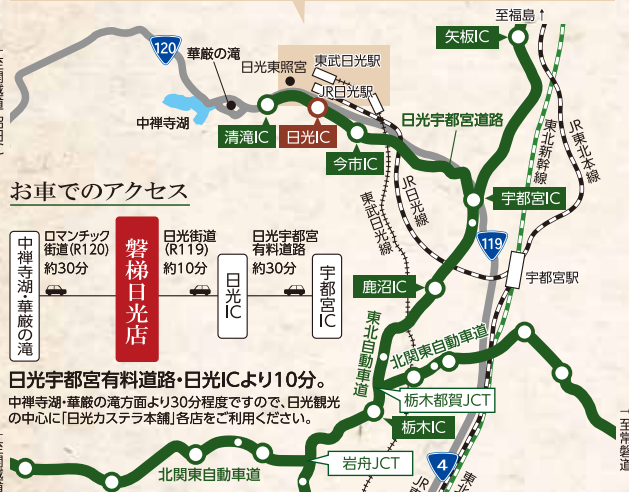 至福島↑
矢板IC
120
華厳の滝
日光東照宮
東武日光駅
JR日光駅
中禅寺湖
清滝IC
日光IC
今市IC
日光宇都宮道路
東北新幹線
JR東北本線
東武日光線
JR日光線
宇都宮IC
119
宇都宮駅
鹿沼IC
東北自動車道
北関東自動車道
栃木都賀JCT
栃木IC
岩舟JCT
北関東自動車道
4
↑至常磐道
お車でのアクセス
中禅寺湖・華厳の滝
ロマンチック
街道(R120)
約30分
磐梯日光店
日光街道
(R119)
約10分
日光IC
日光宇都宮
有料道路
約30分
宇都宮IC
日光宇都宮有料道路・日光ICより10分。
中禅寺湖・華厳の滝方面より30分程度ですので、日光観光
の中心に「日光カステラ本舗」各店をご利用ください。